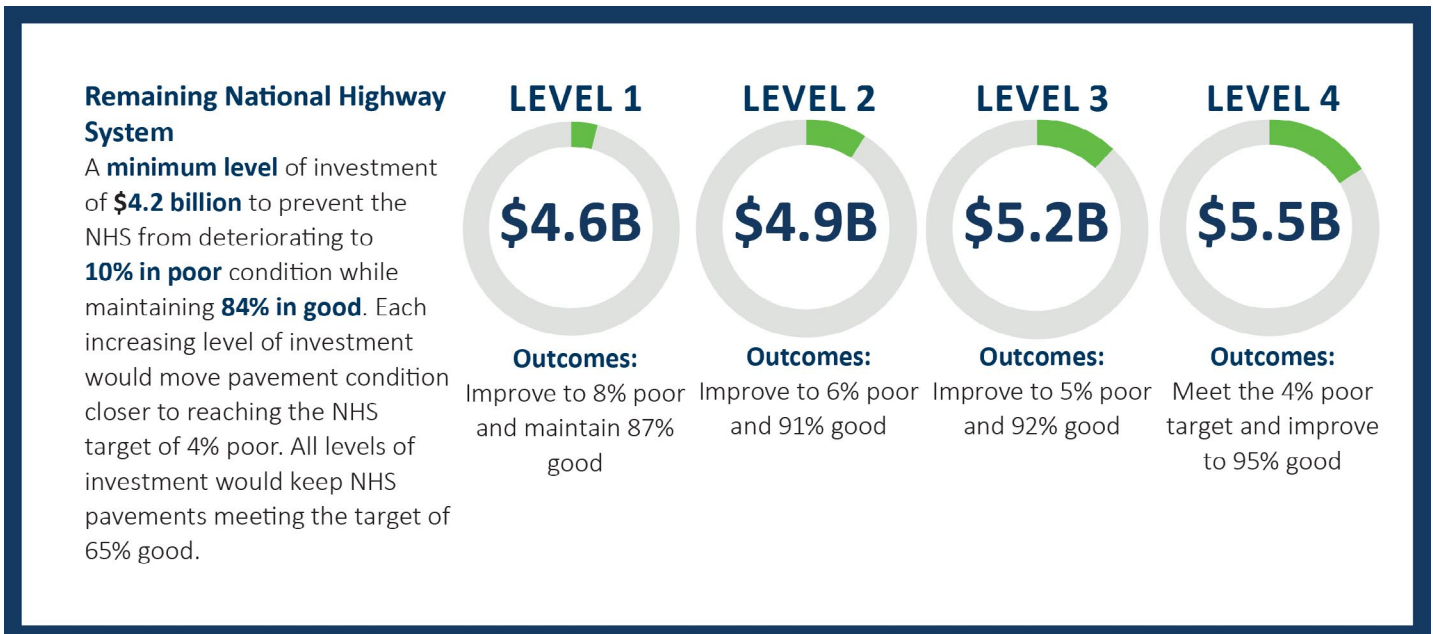 Remaining National Highway
System
A minimum level of investment
of $4.2 billion to prevent the
NHS from deteriorating to
10% in poor condition while
maintaining 84% in good. Each
increasing level of investment
would move pavement condition
closer to reaching the NHS
target of 4% poor. All levels of
investment would keep NHS
pavements meeting the target of
65% good.
LEVEL 1
$4.6B
Outcomes:
Improve to 8% poor
and maintain 87%
good
LEVEL 2
$4.9B
Outcomes:
Improve to 6% poor
and 91% good
LEVEL 3
$5.2B
Outcomes:
Improve to 5% poor
and 92% good
LEVEL 4
$5.5B
Outcomes:
Meet the 4% poor
target and improve
to 95% good